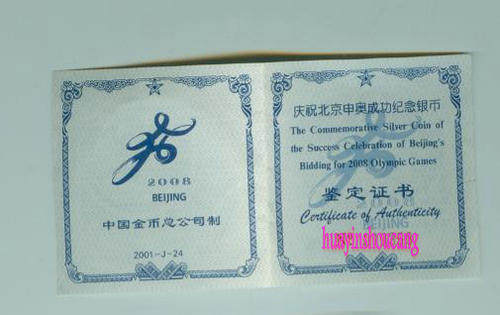 2008
BEIJING
中国金币总公司制
2001-J-24
庆祝北京申奥成功纪念银币
The Commemorative Silver Coin of
the Success Celebration of Beijing's
Bidding for 2008 Olympic Games
鉴定证书
Certificate of Authenticity
huayinshoucang
BEIJING